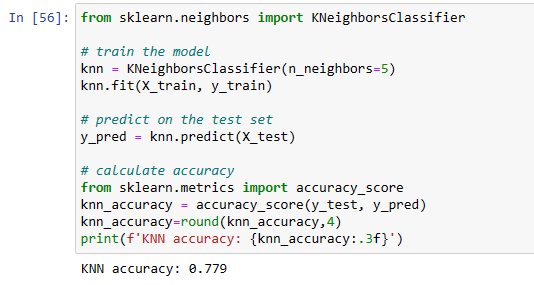 In [56]: from sklearn.neighbors import KNeighborsClassifier
# train the model
knn = KNeighborsClassifier(n_neighbors=5)
knn.fit(X_train, y_train)
# predict on the test set
y_pred = knn.predict(X_test)
# calculate accuracy
from sklearn.metrics import accuracy_score
knn_accuracy = accuracy_score(y_test, y_pred)
knn_accuracy=round(knn_accuracy,4)
print(f'KNN accuracy: {knn_accuracy:.3f}')
KNN accuracy: 0.779